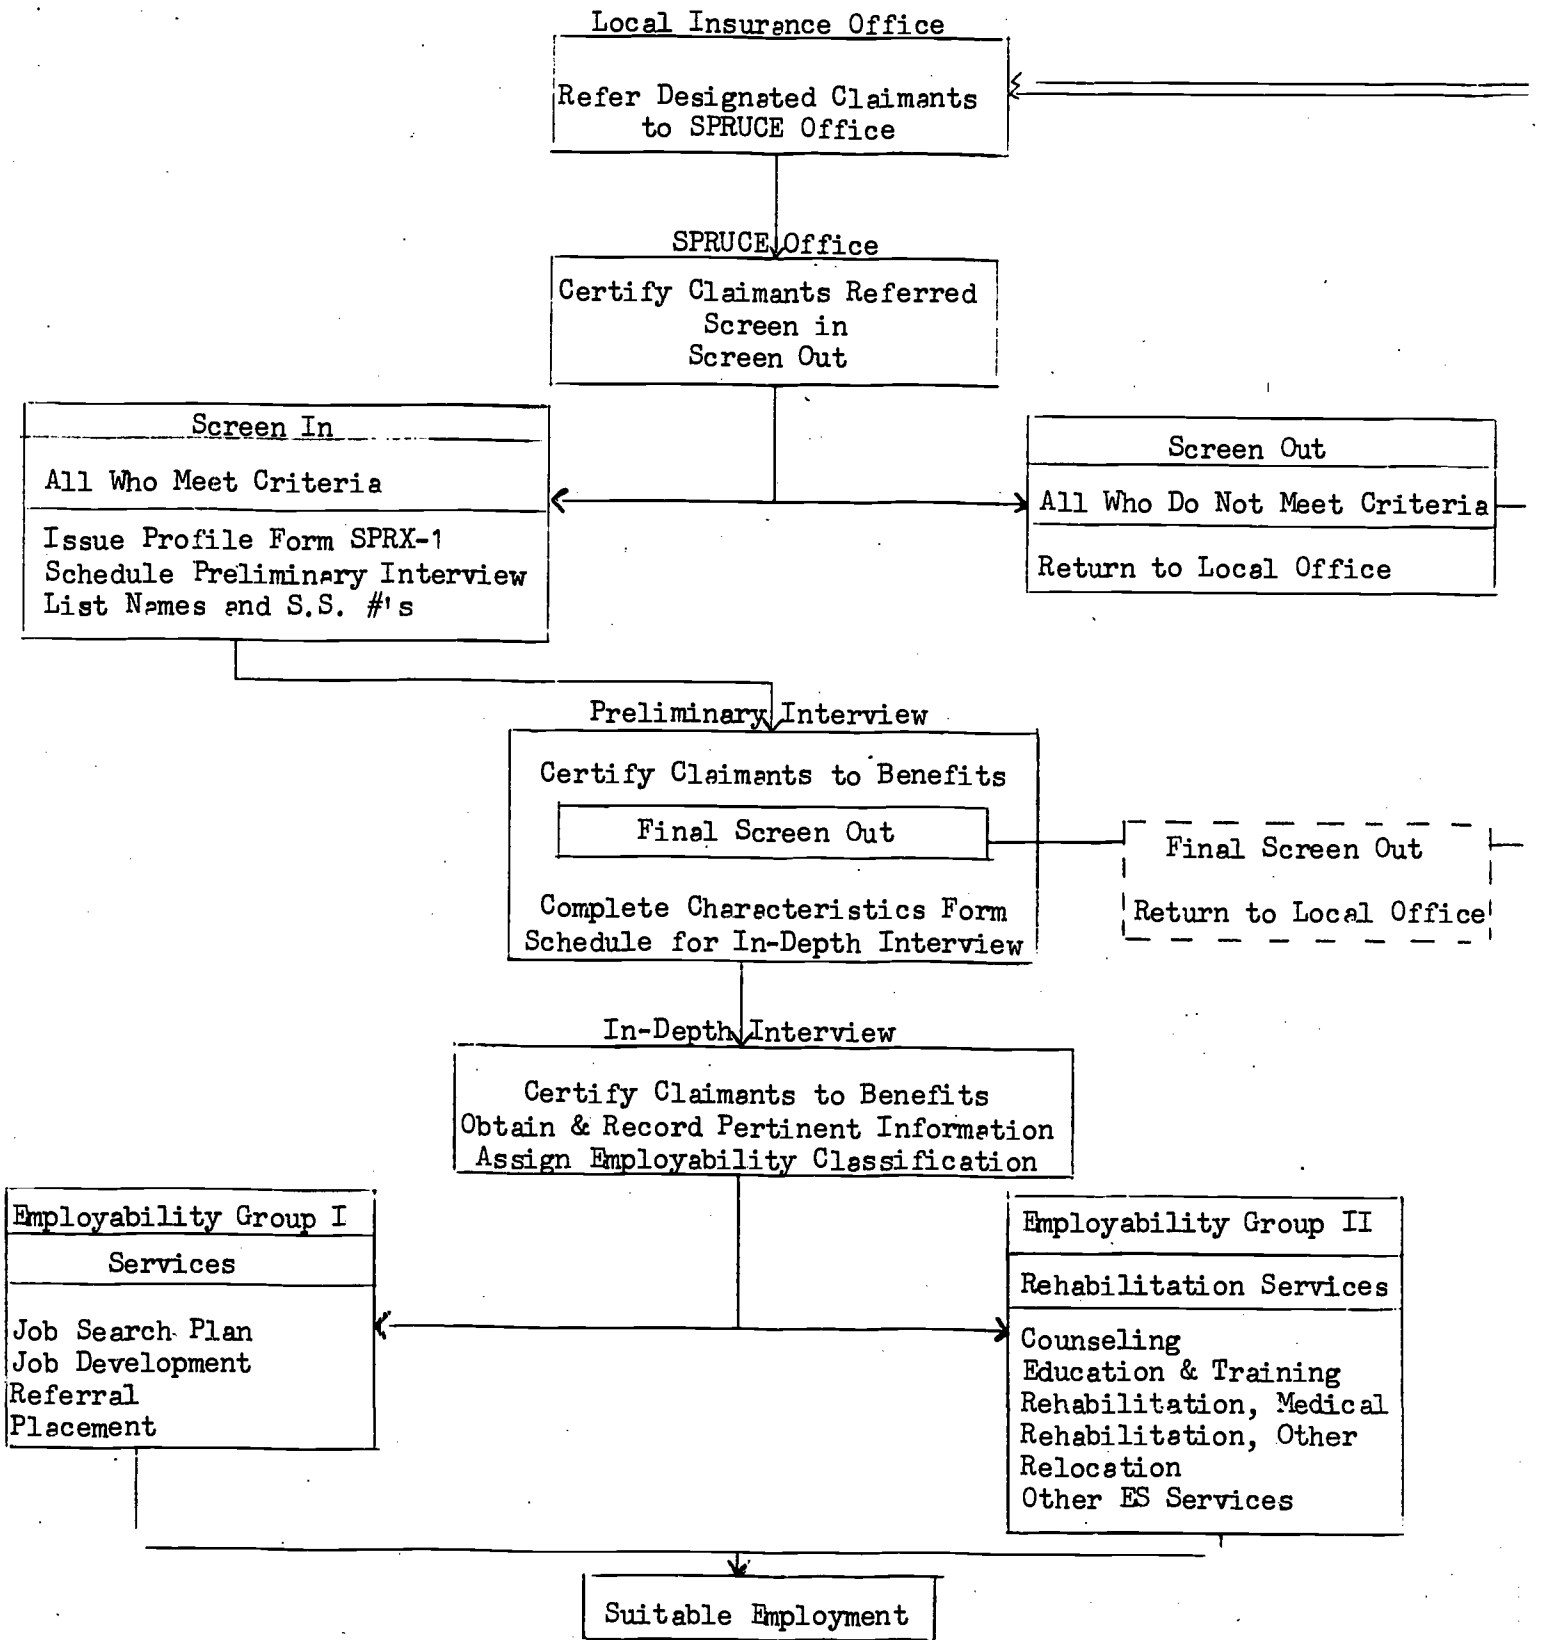 Local Insurance Office
Refer Designated Claimants
to SPRUCE Office
SPRUCE Office
Certify Claimants Referred
Screen in
Screen Out
Screen In
All Who Meet Criteria
Issue Profile Form SPRX-1
Schedule Preliminary Interview
List Names and S.S. #'s
Screen Out
All Who Do Not Meet Criteria
Return to Local Office
Preliminary Interview
Certify Claimants to Benefits
Final Screen Out
Complete Characteristics Form
Schedule for In-Depth Interview
Final Screen Out
Return to Local Office
In-Depth Interview
Certify Claimants to Benefits
Obtain & Record Pertinent Information
Assign Employability Classification
Employability Group I
Services
Job Search Plan
Job Development
Referral
Placement
Employability Group II
Rehabilitation Services
Counseling
Education & Training
Rehabilitation, Medical
Rehabilitation, Other
Relocation
Other ES Services
Suitable Employment